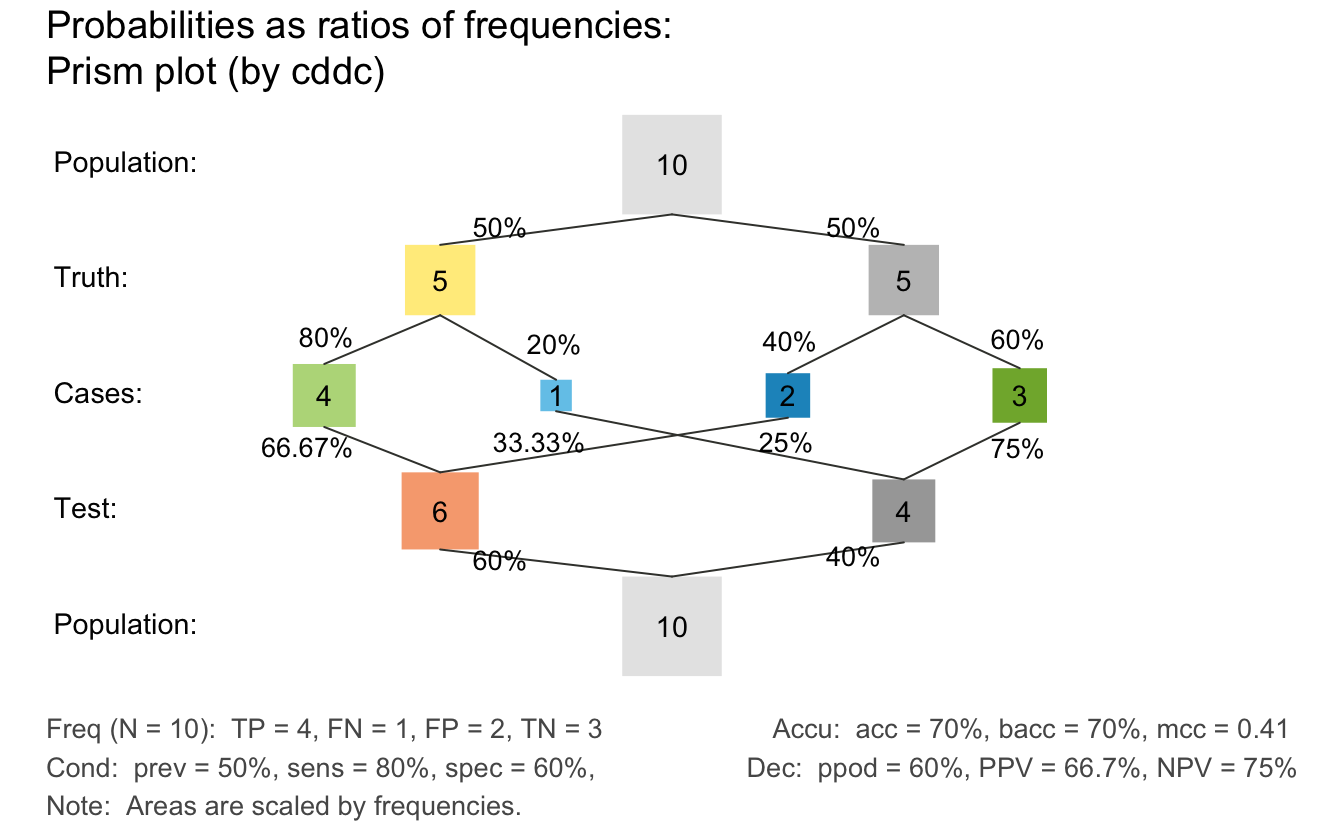 Probabilities as ratios of frequencies:
Prism plot (by cddc)
Population:
10
50%
50%
Truth:
5
5
80%
20%
40%
60%
Cases:
4
1
2
3
66.67%
33.33%
25%
75%
Test:
6
4
60%
40%
Population:
10
Freq (N = 10):  TP = 4, FN = 1, FP = 2, TN = 3
Accu:  acc = 70%, bacc = 70%, mcc = 0.41
Cond:  prev = 50%, sens = 80%, spec = 60%,
Dec:  ppod = 60%, PPV = 66.7%, NPV = 75%
Note:  Areas are scaled by frequencies.